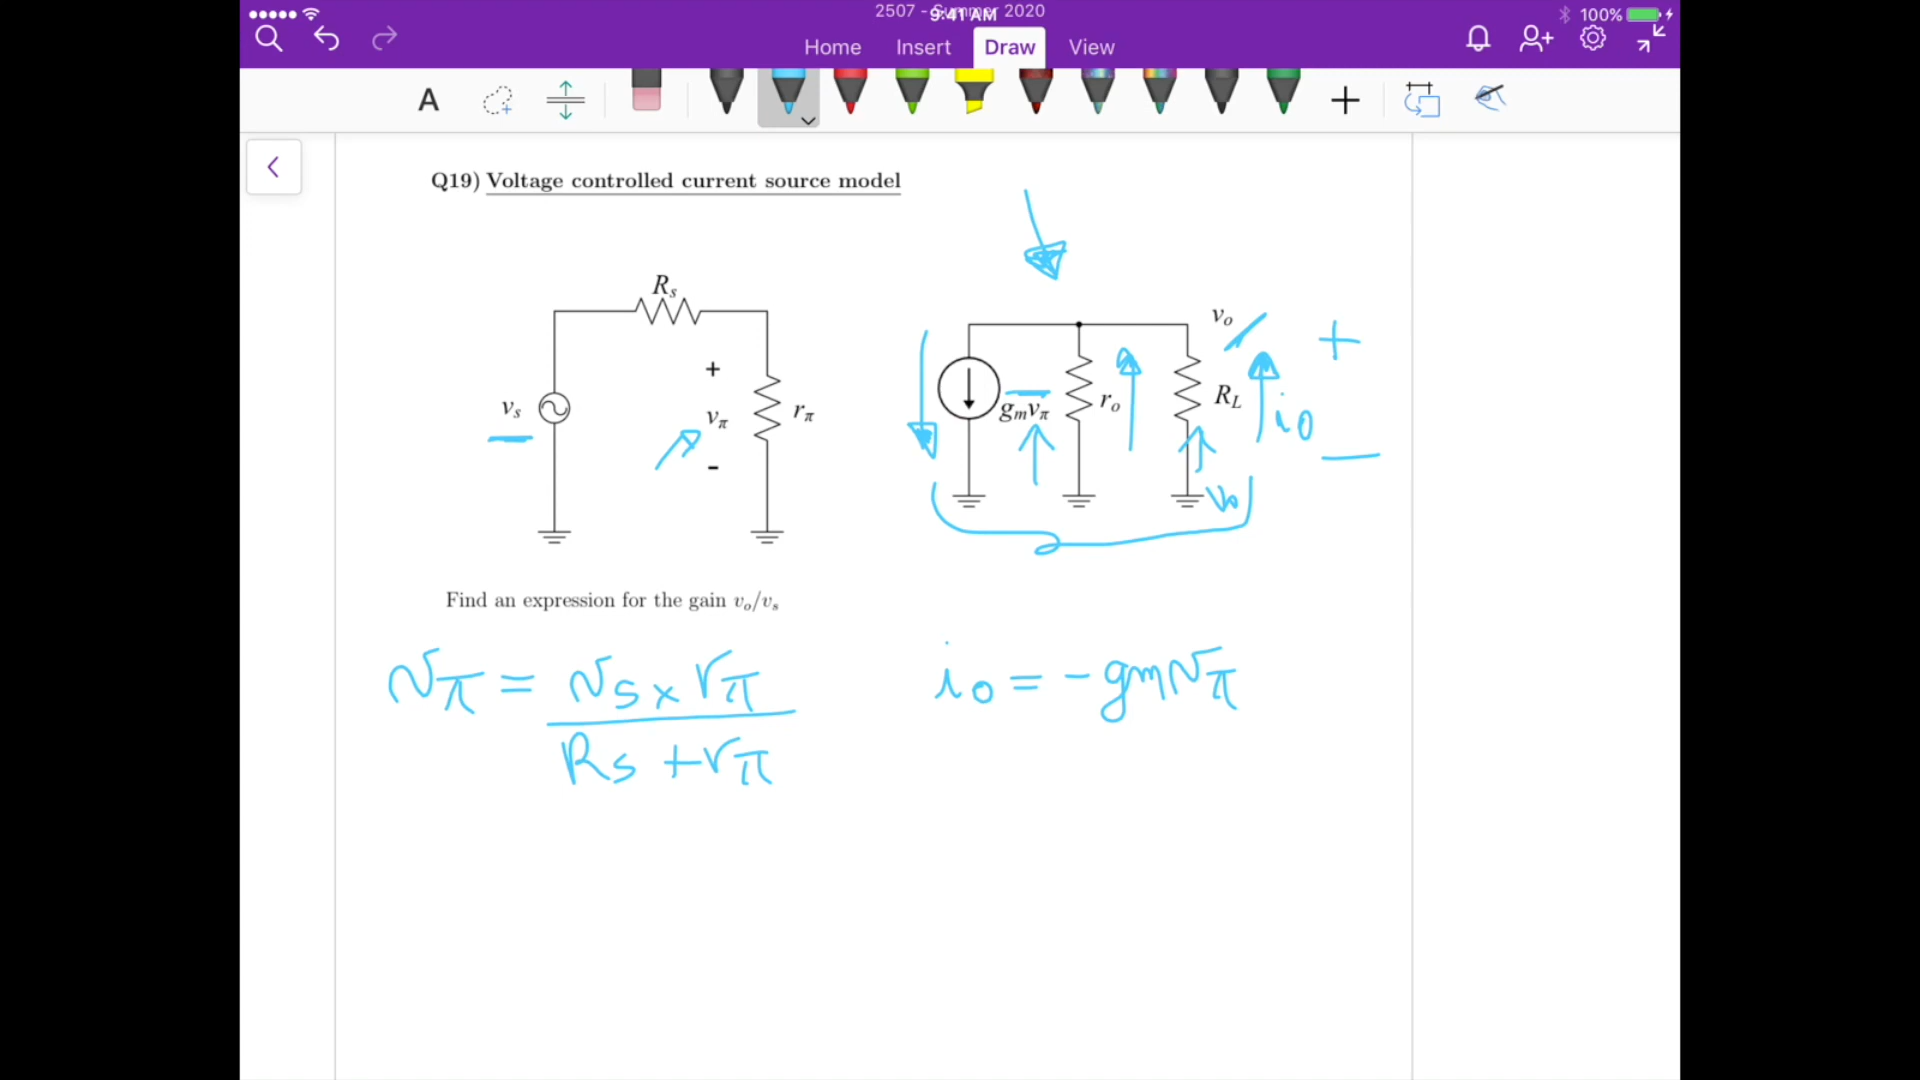 2507 - Summer 2020
9:41 AM
100%
Home Insert Draw View
A
Q19) Voltage controlled current source model
Rs
vs
+
vπ
-
rπ
gmvπ
ro
vo
RL
+
io
vo
Find an expression for the gain vo/vs
vπ = vs × rπ
Rs + rπ
io = - gmvπ